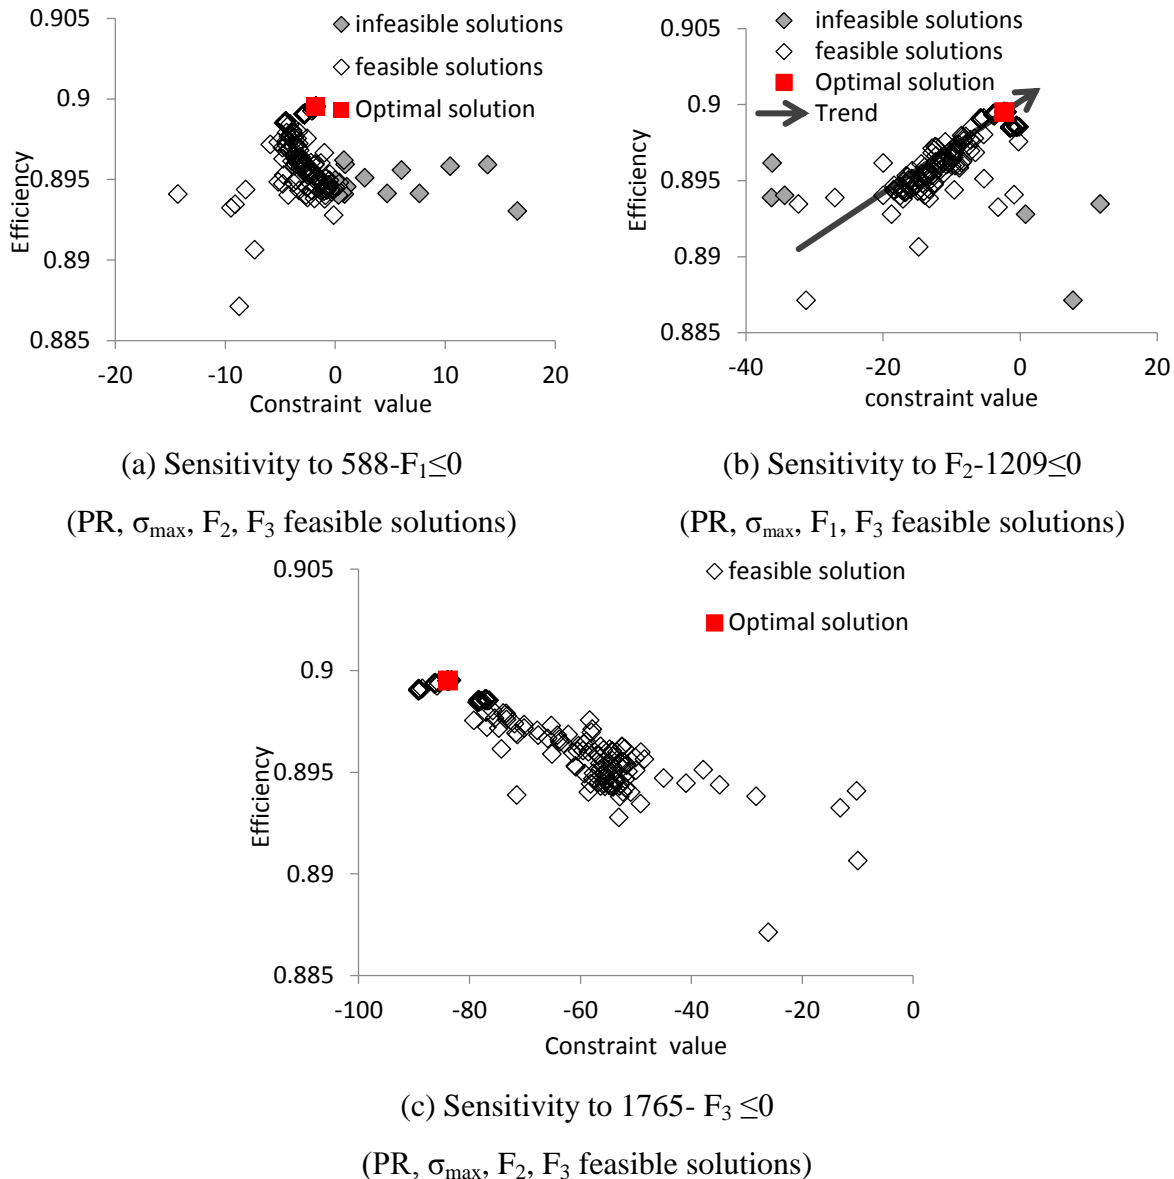 0.905
0.9
0.895
0.89
0.885
Efficiency
-20
-10
0
10
20
Constraint value
infeasible solutions
feasible solutions
Optimal solution
(a) Sensitivity to 588-F₁≤0
(PR, σmax, F₂, F₃ feasible solutions)
0.905
0.9
0.895
0.89
0.885
Efficiency
-40
-20
0
20
constraint value
infeasible solutions
feasible solutions
Optimal solution
Trend
(b) Sensitivity to F₂-1209≤0
(PR, σmax, F₁, F₃ feasible solutions)
0.905
0.9
0.895
0.89
0.885
Efficiency
-100
-80
-60
-40
-20
0
Constraint value
feasible solution
Optimal solution
(c) Sensitivity to 1765- F₃ ≤0
(PR, σmax, F₂, F₃ feasible solutions)